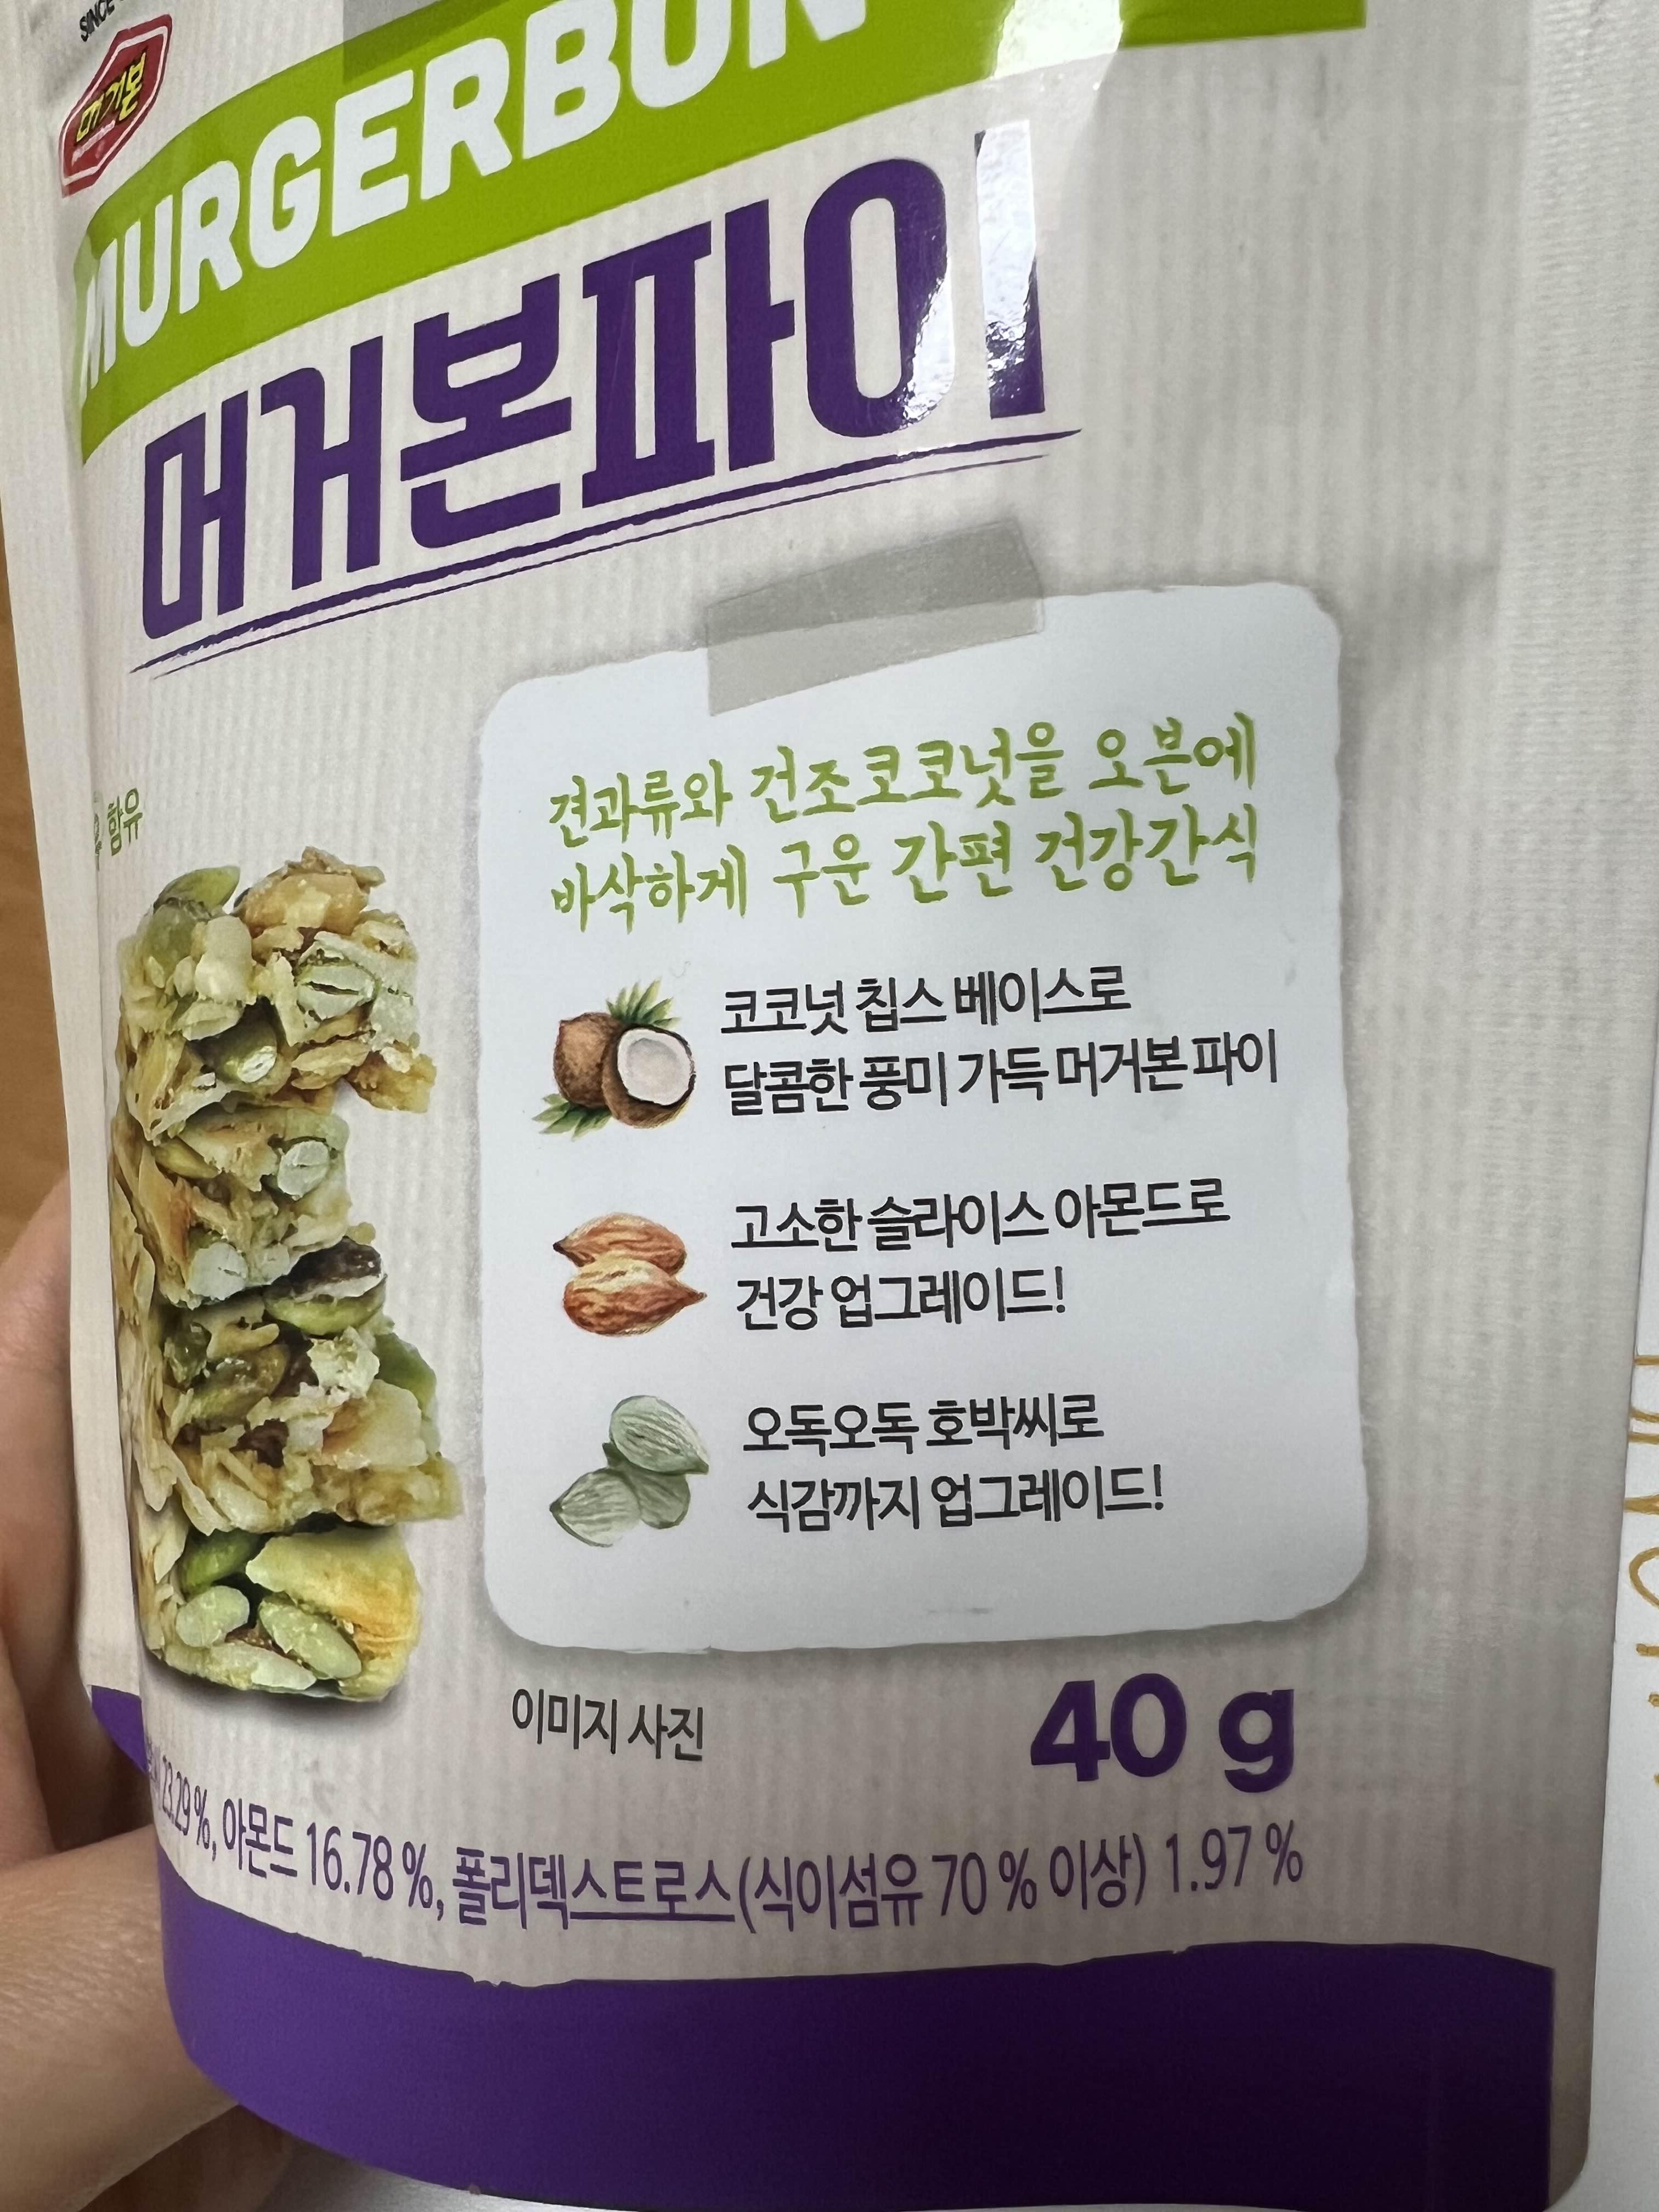 SINCE
머거본
MURGERBON
머거본파이
함유
견과류와 건조코코넛을 오븐에
바삭하게 구운 간편 건강간식
코코넛 칩스 베이스로
달콤한 풍미 가득 머거본 파이
고소한 슬라이스 아몬드로
건강 업그레이드!
오독오독 호박씨로
식감까지 업그레이드!
이미지 사진
40 g
23.29 %, 아몬드 16.78 %, 폴리덱스트로스(식이섬유 70 % 이상) 1.97 %